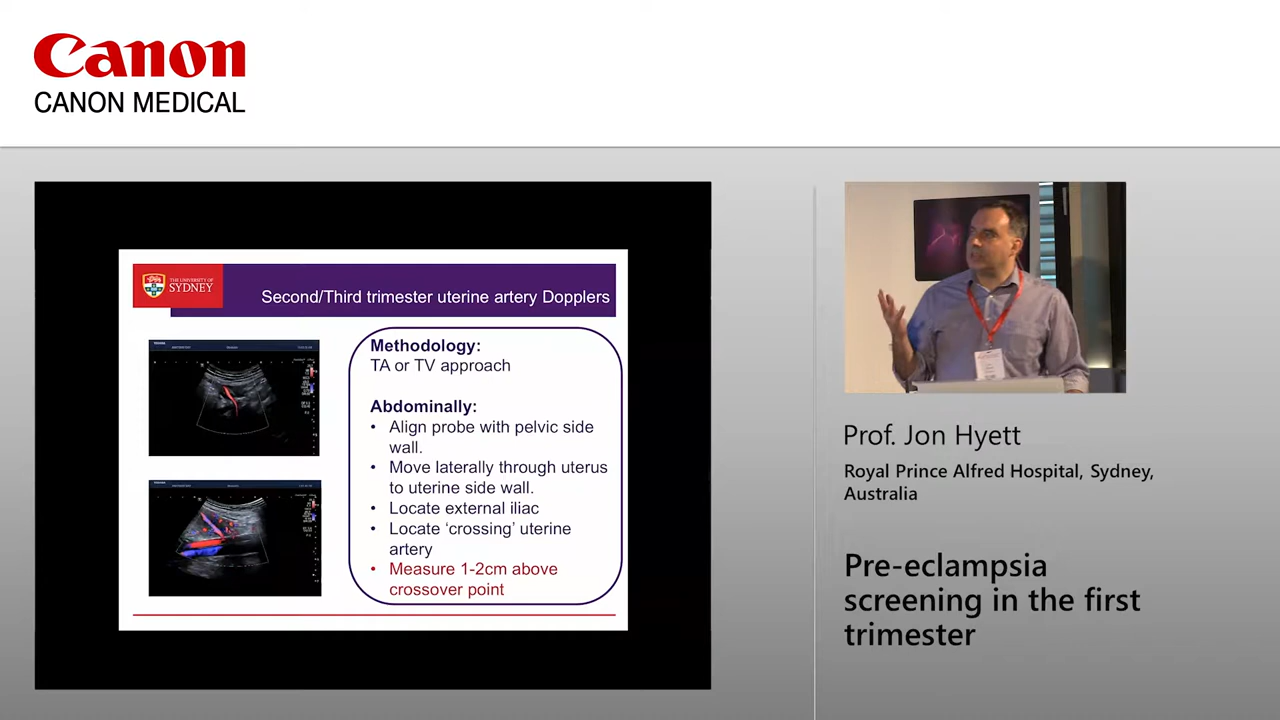 Canon
CANON MEDICAL
THE UNIVERSITY OF
SYDNEY
Second/Third trimester uterine artery Dopplers
Methodology:
TA or TV approach
Abdominally:
• Align probe with pelvic side
wall.
• Move laterally through uterus
to uterine side wall.
• Locate external iliac
• Locate ‘crossing’ uterine
artery
• Measure 1-2cm above
crossover point
Prof. Jon Hyett
Royal Prince Alfred Hospital, Sydney,
Australia
Pre-eclampsia
screening in the first
trimester